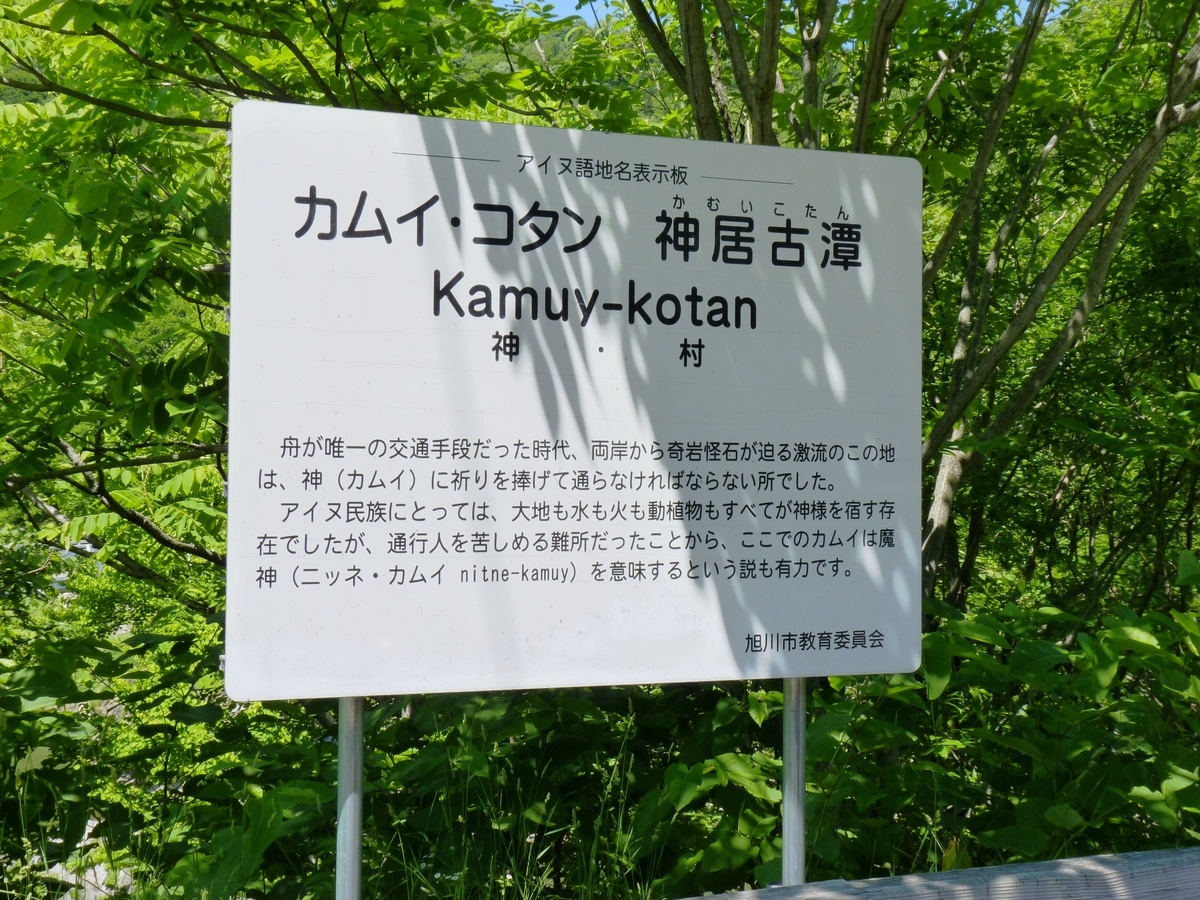 アイヌ語地名表示板
かむいこたん
カムイ・コタン　神居古潭
Kamuy-kotan
神　・　村
舟が唯一の交通手段だった時代、両岸から奇岩怪石が迫る激流のこの地
は、神（カムイ）に祈りを捧げて通らなければならない所でした。
アイヌ民族にとっては、大地も水も火も動植物もすべてが神様を宿す存
在でしたが、通行人を苦しめる難所だったことから、ここでのカムイは魔
神（ニッネ・カムイ nitne-kamuy）を意味するという説も有力です。
旭川市教育委員会